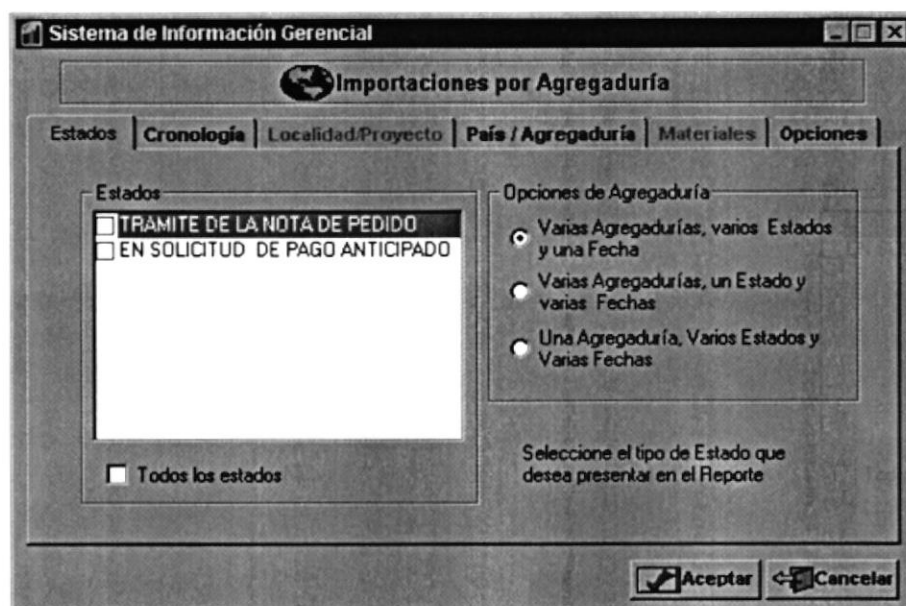 Sistema de Información Gerencial
Importaciones por Agregaduría
Estados Cronología Localidad/Proyecto País / Agregaduría Materiales Opciones
Estados
TRAMITE DE LA NOTA DE PEDIDO
EN SOLICITUD DE PAGO ANTICIPADO
Todos los estados
Opciones de Agregaduría
Varias Agregadurías, varios Estados
y una Fecha
Varias Agregadurías, un Estado y
varias Fechas
Una Agregaduría, Varios Estados y
Varias Fechas
Seleccione el tipo de Estado que
desea presentar en el Reporte
Aceptar Cancelar